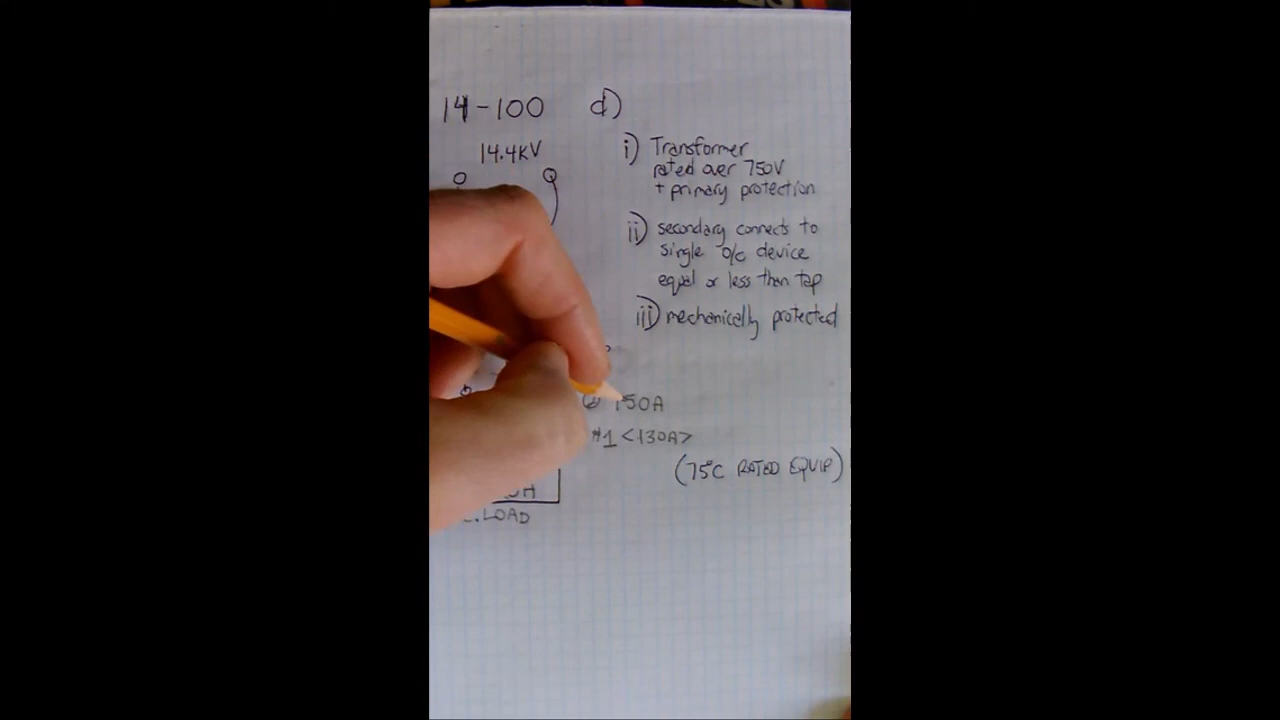 14-100 d)
14.4KV
i) Transformer
rated over 750V
+ primary protection
ii) secondary connects to
single o/c device
equal or less than tap
iii) mechanically protected
150A
#1 <130A>
(75°C RATED EQUIP)
LOAD